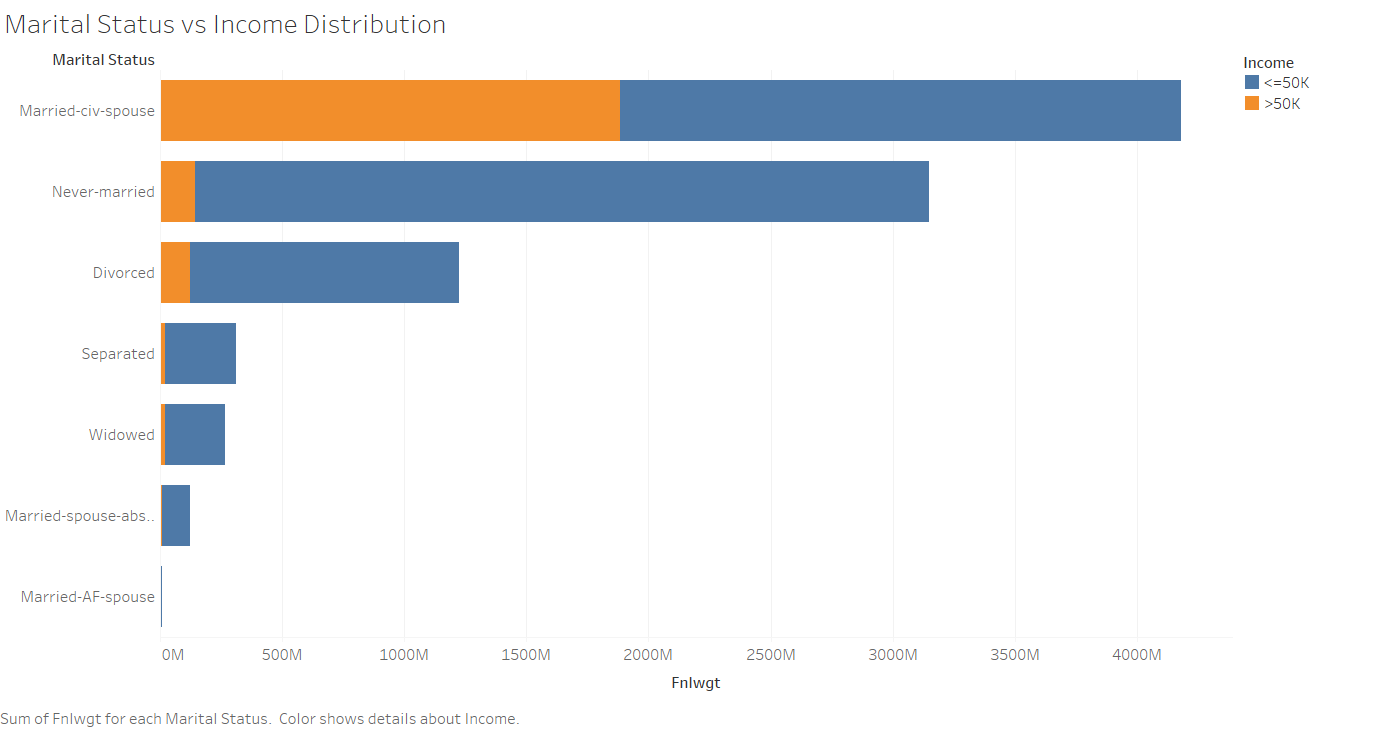 Marital Status vs Income Distribution
Marital Status
Married-civ-spouse
Never-married
Divorced
Separated
Widowed
Married-spouse-abs..
Married-AF-spouse
0M 500M 1000M 1500M 2000M 2500M 3000M 3500M 4000M
Fnlwgt
Income
<=50K
>50K
Sum of Fnlwgt for each Marital Status. Color shows details about Income.